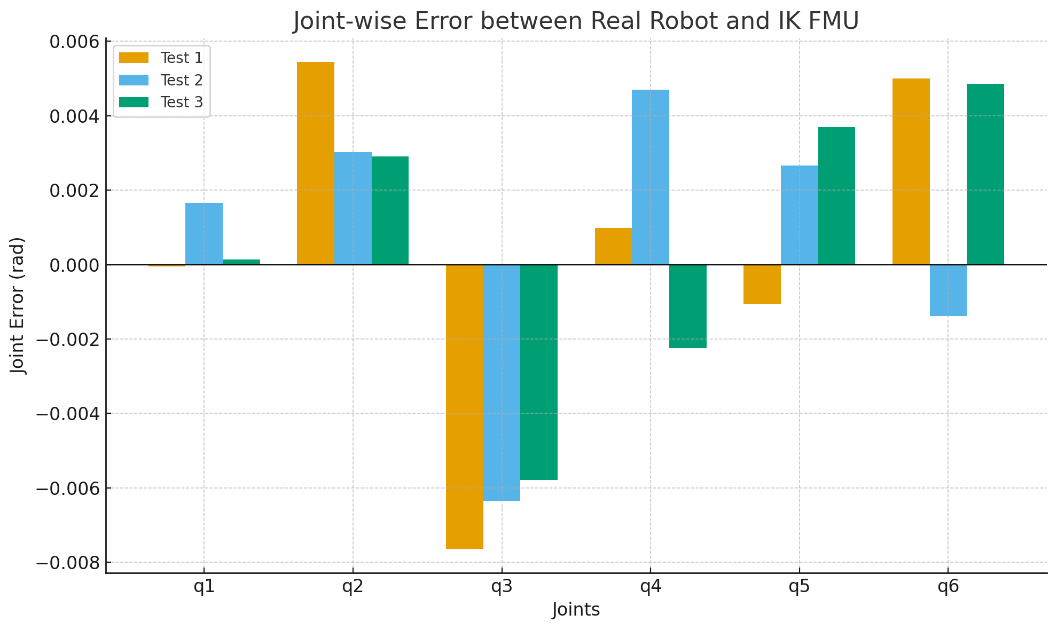 Joint-wise Error between Real Robot and IK FMU
Test 1
Test 2
Test 3
Joint Error (rad)
0.006
0.004
0.002
0.000
−0.002
−0.004
−0.006
−0.008
q1 q2 q3 q4 q5 q6
Joints